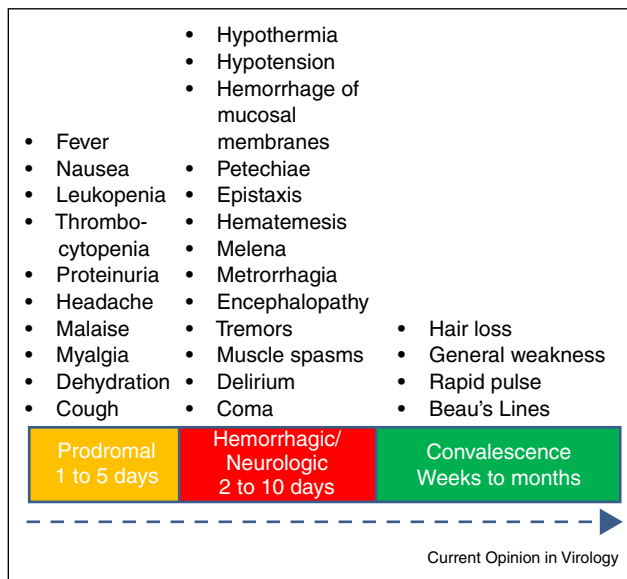 • Fever
• Nausea
• Leukopenia
• Thrombo-
cytopenia
• Proteinuria
• Headache
• Malaise
• Myalgia
• Dehydration
• Cough
• Hypothermia
• Hypotension
• Hemorrhage of
mucosal
membranes
• Petechiae
• Epistaxis
• Hematemesis
• Melena
• Metrorrhagia
• Encephalopathy
• Tremors
• Muscle spasms
• Delirium
• Coma
• Hair loss
• General weakness
• Rapid pulse
• Beau's Lines
Prodromal
1 to 5 days
Hemorrhagic/
Neurologic
2 to 10 days
Convalescence
Weeks to months
Current Opinion in Virology